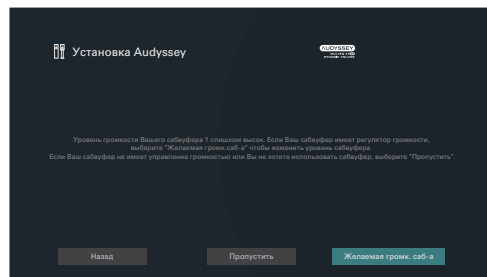 Установка Audyssey
AUDYSSEY
DYNAMIC VOLUME
Уровень громкости Вашего сабвуфера 1 слишком высок. Если Ваш сабвуфер имеет регулятор громкости,
выберите "Желаемая громк.саб-а" чтобы изменить уровень сабвуфера.
Если Ваш сабвуфер не имеет управление громкостью или Вы не хотите использовать сабвуфер, выберите "Пропустить".
Назад
Пропустить
Желаемая громк. саб-а